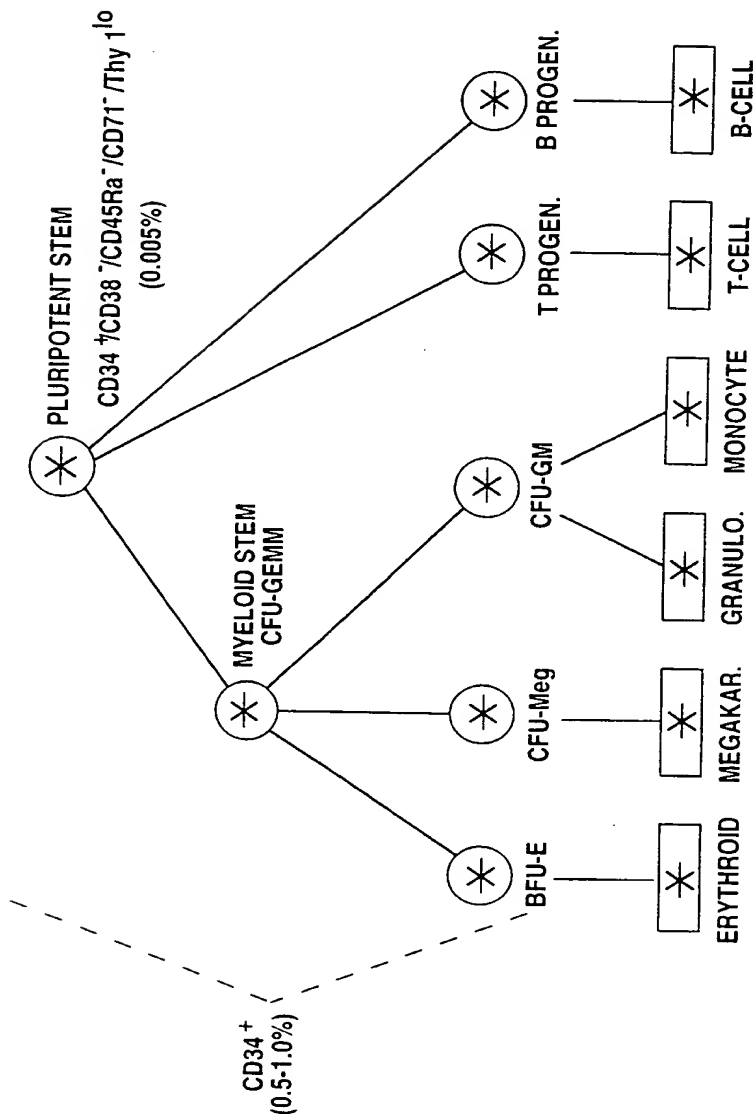 PLURIPOTENT STEM
CD34⁺/CD38⁻/CD45Ra⁻/CD71⁻/Thy 1ˡᵒ
(0.005%)
MYELOID STEM
CFU-GEMM
CD34⁺
(0.5-1.0%)
BFU-E
CFU-Meg
CFU-GM
T PROGEN.
B PROGEN.
ERYTHROID
MEGAKAR.
GRANULO.
MONOCYTE
T-CELL
B-CELL